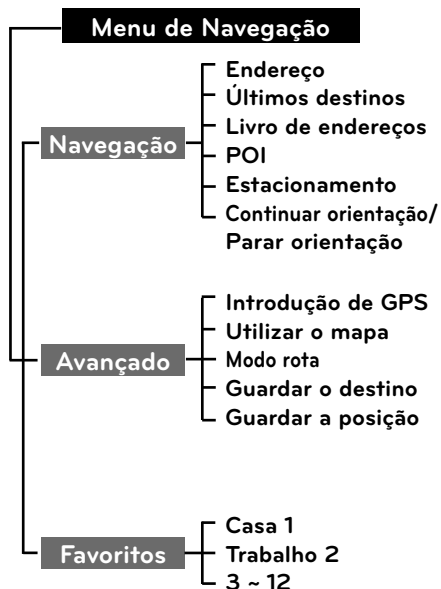 Menu de Navegação
Navegação
Endereço
Últimos destinos
Livro de endereços
POI
Estacionamento
Continuar orientação/
Parar orientação
Avançado
Introdução de GPS
Utilizar o mapa
Modo rota
Guardar o destino
Guardar a posição
Favoritos
Casa 1
Trabalho 2
3 ~ 12